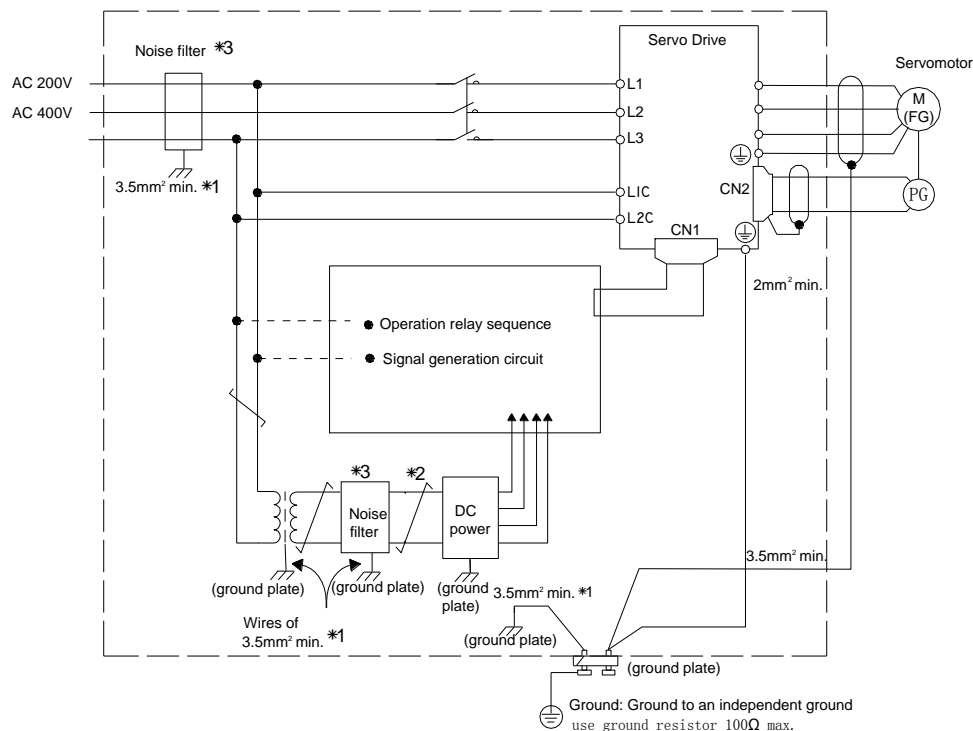 Servo Drive
Noise filter *3
Servomotor
AC 200V
L1
M
(FG)
AC 400V
L2
L3
3.5mm² min. *1
CN2
L1C
PG
L2C
CN1
2mm² min.
Operation relay sequence
Signal generation circuit
*3
*2
Noise
filter
DC
power
3.5mm² min.
(ground plate)
(ground plate)
(ground
plate)
3.5mm² min. *1
Wires of
3.5mm² min. *1
(ground plate)
(ground plate)
Ground: Ground to an independent ground
use ground resistor 100Ω max.